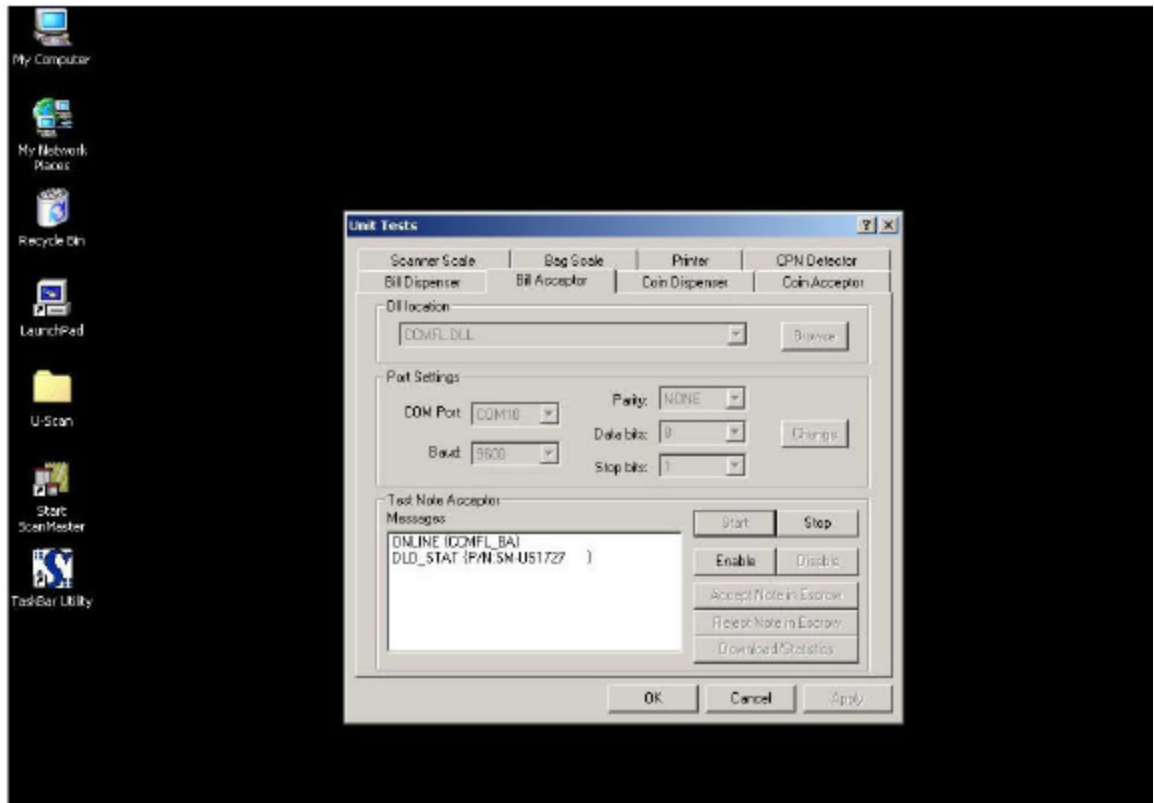 My Computer
My Network
Places
Recycle Bin
LaunchPad
U-Scan
Start
ScanMaster
TaskBar Utility
Unit Tests
Scanner Scale
Bag Scale
Printer
CPN Detector
Bill Dispenser
Bill Acceptor
Coin Dispenser
Coin Acceptor
Dll location
CCMFL.DLL
Browse
Port Settings
COM Port:
Parity: NONE
Data bits: 8
Change
Baud: 9600
Stop bits: 1
Test Note Acceptor
Messages
ONLINE (CCMFL_BA)
DLD_STAT (P/N:SM-US1727 )
Start
Stop
Enable
Disable
Accept Note in Escrow
Reject Note in Escrow
Download/Statistics
OK
Cancel
Apply